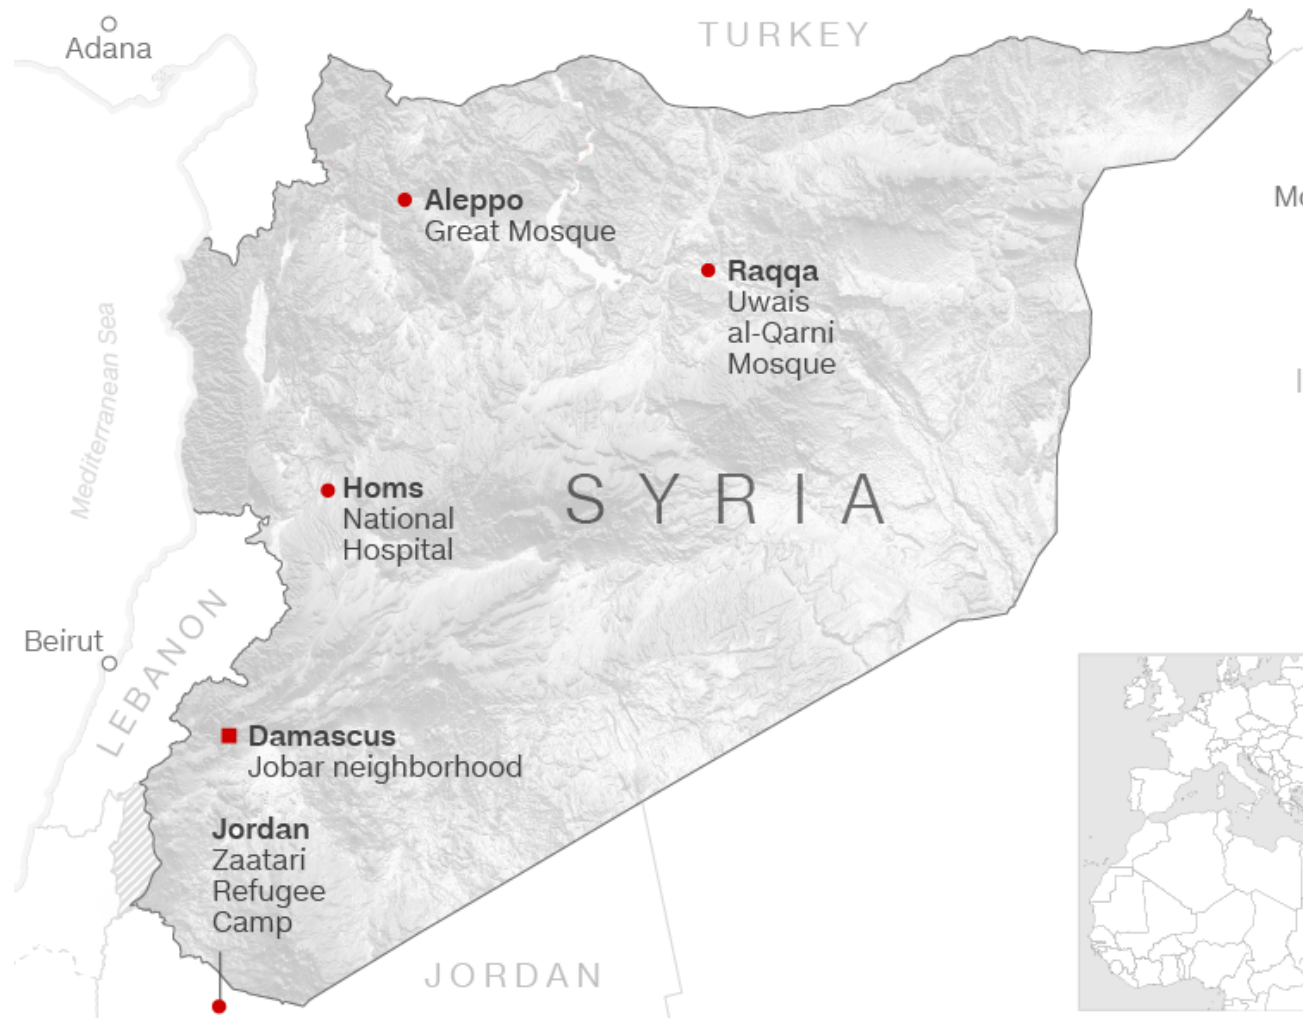 Adana
TURKEY
Aleppo
Great Mosque
Raqqa
Uwais
al-Qarni
Mosque
Mediterranean Sea
Homs
National
Hospital
SYRIA
Beirut
LEBANON
Damascus
Jobar neighborhood
Jordan
Zaatari
Refugee
Camp
JORDAN